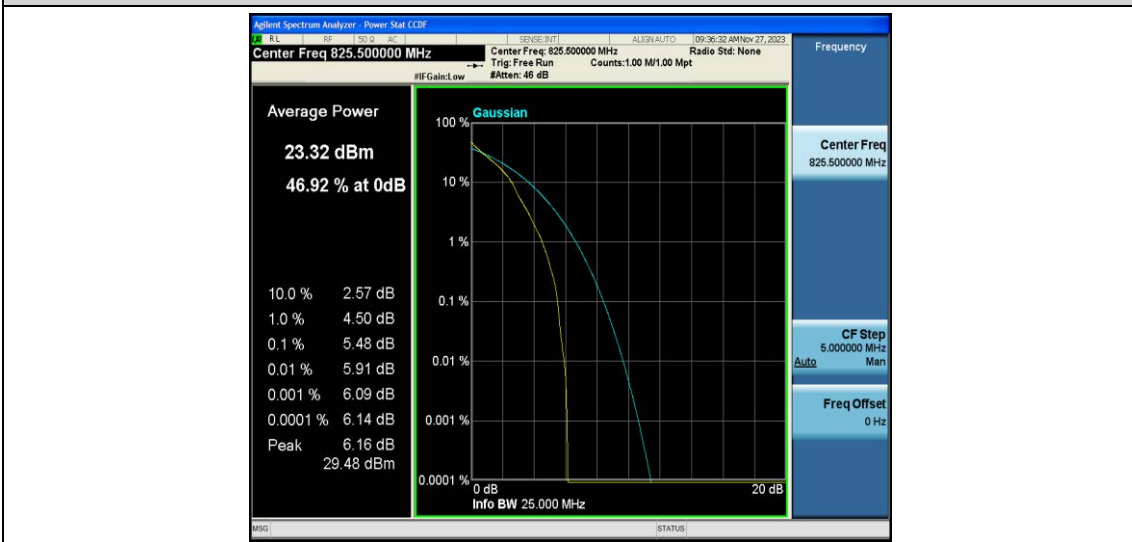 Agilent Spectrum Analyzer - Power Stat CCDF
RL RF 50 Ω AC SENSE:INT ALIGN AUTO 09:36:32 AM Nov 27, 2023
Center Freq 825.500000 MHz
Center Freq: 825.500000 MHz Radio Std: None
Trig: Free Run Counts:1.00 M/1.00 Mpt
#IFGain:Low #Atten: 46 dB
Frequency
Average Power
23.32 dBm
46.92 % at 0dB
10.0 % 2.57 dB
1.0 % 4.50 dB
0.1 % 5.48 dB
0.01 % 5.91 dB
0.001 % 6.09 dB
0.0001 % 6.14 dB
Peak 6.16 dB
29.48 dBm
Gaussian
100 %
10 %
1 %
0.1 %
0.01 %
0.001 %
0.0001 %
0 dB 20 dB
Info BW 25.000 MHz
Center Freq
825.500000 MHz
CF Step
5.000000 MHz
Auto Man
Freq Offset
0 Hz
MSG STATUS